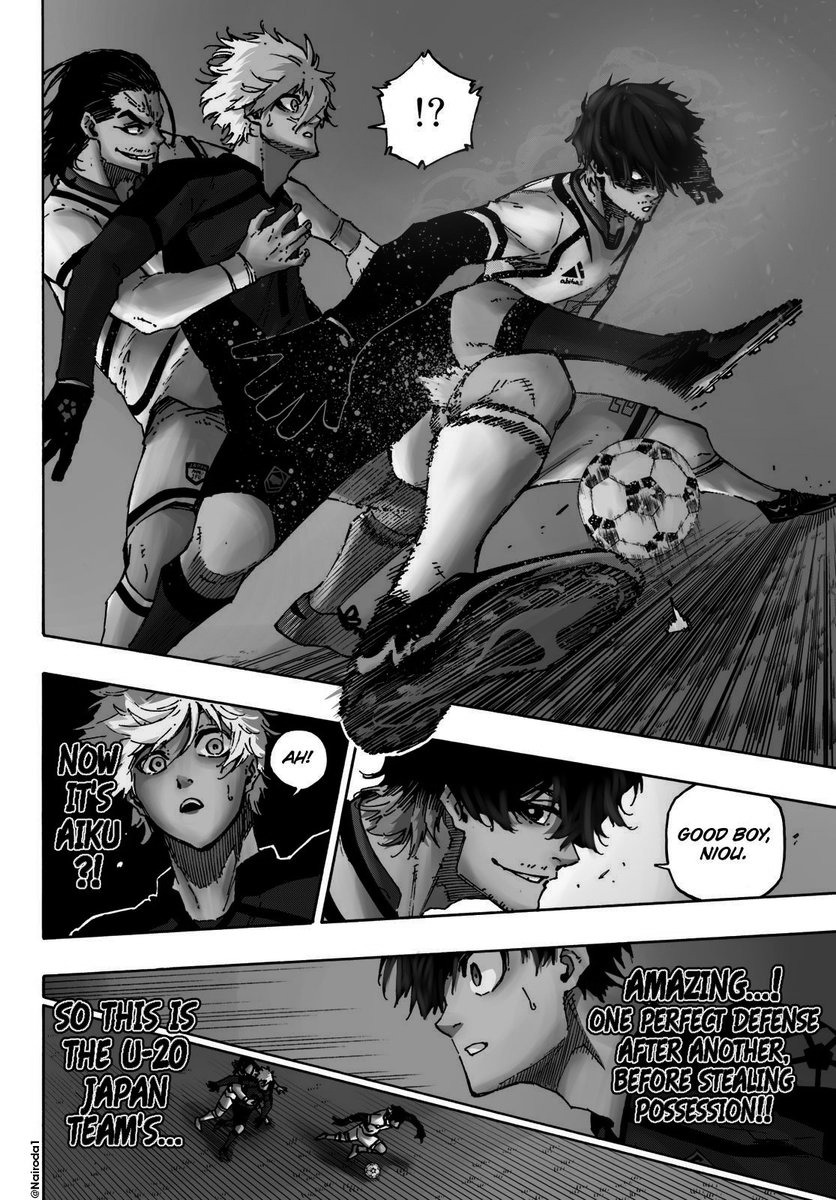 !?
GOOD BOY,
NIOU.
AH!
NOW
IT'S
AIKU
?!
AMAZING...!
ONE PERFECT DEFENSE
AFTER ANOTHER,
BEFORE STEALING
POSSESSION!!
SO THIS IS
THE U-20
JAPAN
TEAM'S...
@Nairoda1